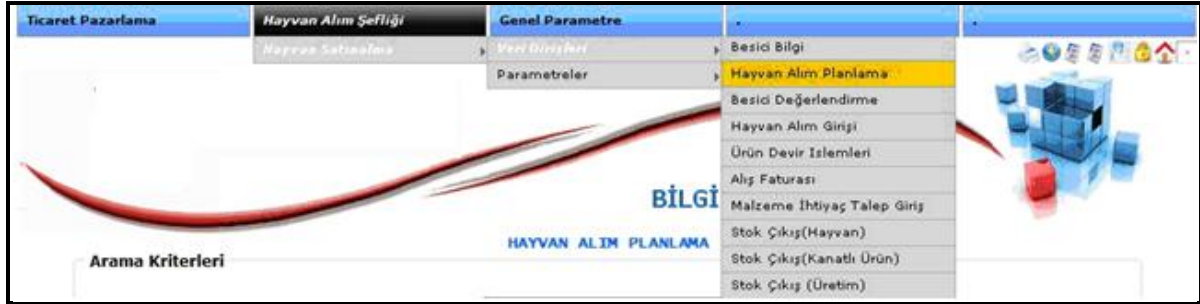 Ticaret Pazarlama
Hayvan Alım Şefliği
Genel Parametre
.
.
Hayvan Satınalma
Veri Girişleri
Parametreler
Besici Bilgi
Hayvan Alım Planlama
Besici Değerlendirme
Hayvan Alım Girişi
Ürün Devir Islemleri
Alış Faturası
Malzeme İhtiyaç Talep Giriş
Stok Çıkış(Hayvan)
Stok Çıkış(Kanatlı Ürün)
Stok Çıkış (Üretim)
BİLGİ
HAYVAN ALIM PLANLAMA
Arama Kriterleri